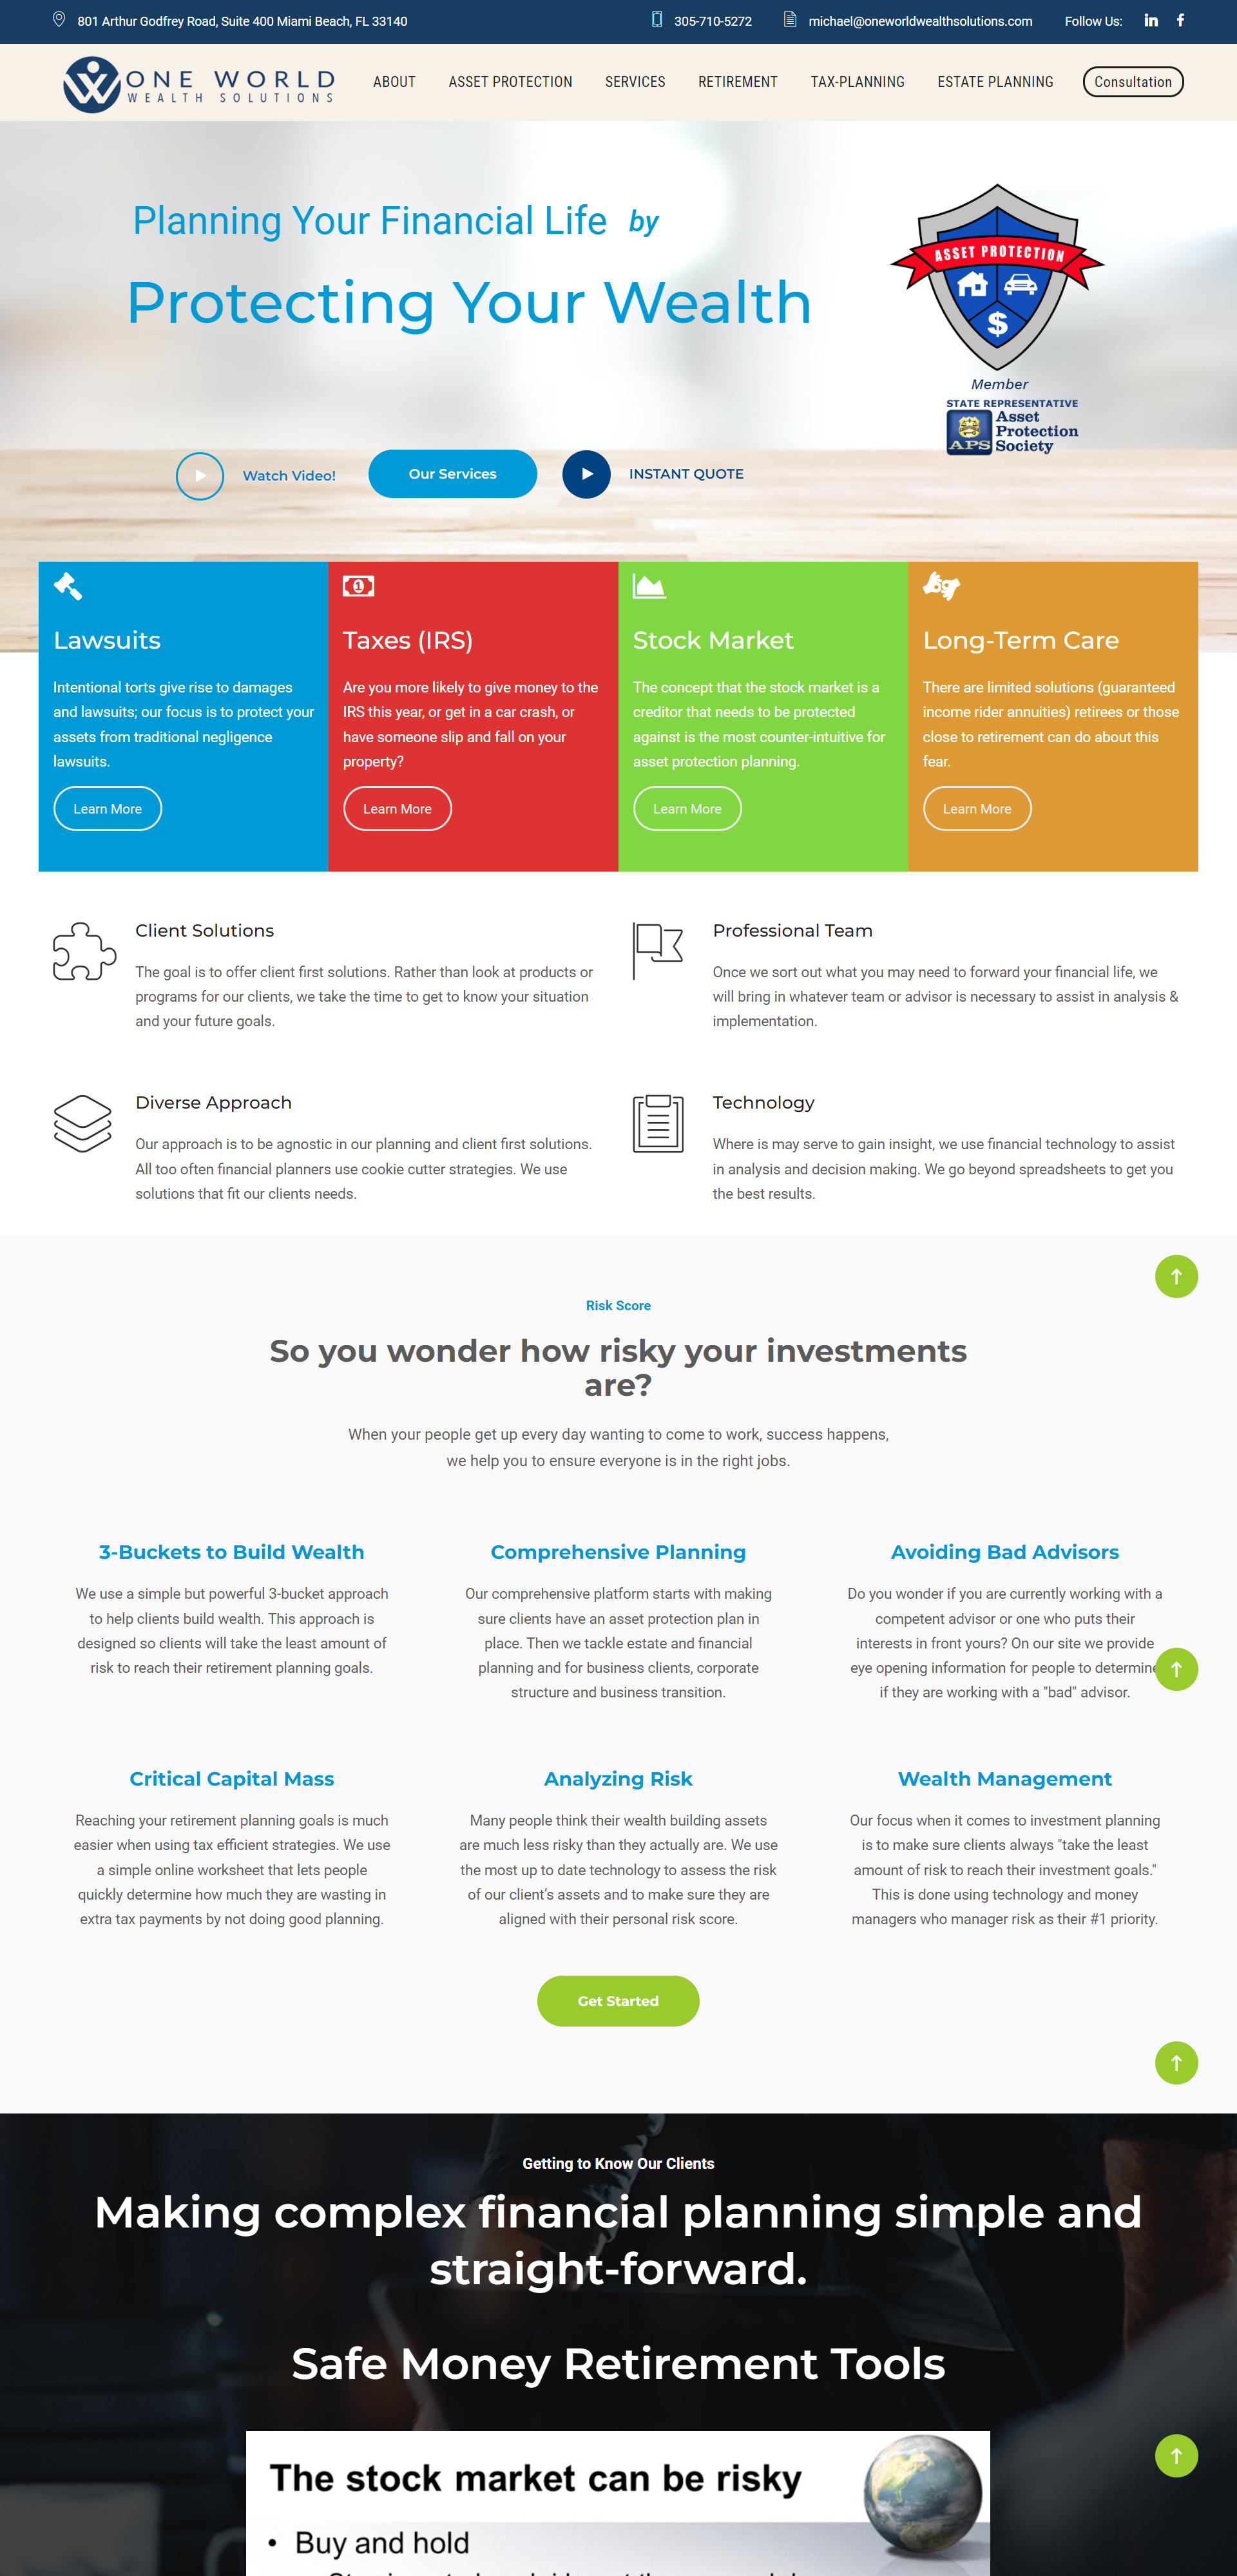 801 Arthur Godfrey Road, Suite 400 Miami Beach, FL 33140
305-710-5272
michael@oneworldwealthsolutions.com
Follow Us:
ONE WORLD
WEALTH SOLUTIONS
ABOUT
ASSET PROTECTION
SERVICES
RETIREMENT
TAX-PLANNING
ESTATE PLANNING
Consultation
Planning Your Financial Life by
Protecting Your Wealth
ASSET PROTECTION
$
Member
STATE REPRESENTATIVE
APS
Asset
Protection
Society
Watch Video!
Our Services
INSTANT QUOTE
Lawsuits
Intentional torts give rise to damages
and lawsuits; our focus is to protect your
assets from traditional negligence
lawsuits.
Learn More
Taxes (IRS)
Are you more likely to give money to the
IRS this year, or get in a car crash, or
have someone slip and fall on your
property?
Learn More
Stock Market
The concept that the stock market is a
creditor that needs to be protected
against is the most counter-intuitive for
asset protection planning.
Learn More
Long-Term Care
There are limited solutions (guaranteed
income rider annuities) retirees or those
close to retirement can do about this
fear.
Learn More
Client Solutions
The goal is to offer client first solutions. Rather than look at products or
programs for our clients, we take the time to get to know your situation
and your future goals.
Professional Team
Once we sort out what you may need to forward your financial life, we
will bring in whatever team or advisor is necessary to assist in analysis &
implementation.
Diverse Approach
Our approach is to be agnostic in our planning and client first solutions.
All too often financial planners use cookie cutter strategies. We use
solutions that fit our clients needs.
Technology
Where is may serve to gain insight, we use financial technology to assist
in analysis and decision making. We go beyond spreadsheets to get you
the best results.
Risk Score
So you wonder how risky your investments
are?
When your people get up every day wanting to come to work, success happens,
we help you to ensure everyone is in the right jobs.
3-Buckets to Build Wealth
We use a simple but powerful 3-bucket approach
to help clients build wealth. This approach is
designed so clients will take the least amount of
risk to reach their retirement planning goals.
Comprehensive Planning
Our comprehensive platform starts with making
sure clients have an asset protection plan in
place. Then we tackle estate and financial
planning and for business clients, corporate
structure and business transition.
Avoiding Bad Advisors
Do you wonder if you are currently working with a
competent advisor or one who puts their
interests in front yours? On our site we provide
eye opening information for people to determine
if they are working with a "bad" advisor.
Critical Capital Mass
Reaching your retirement planning goals is much
easier when using tax efficient strategies. We use
a simple online worksheet that lets people
quickly determine how much they are wasting in
extra tax payments by not doing good planning.
Analyzing Risk
Many people think their wealth building assets
are much less risky than they actually are. We use
the most up to date technology to assess the risk
of our client's assets and to make sure they are
aligned with their personal risk score.
Wealth Management
Our focus when it comes to investment planning
is to make sure clients always "take the least
amount of risk to reach their investment goals."
This is done using technology and money
managers who manager risk as their #1 priority.
Get Started
Getting to Know Our Clients
Making complex financial planning simple and
straight-forward.
Safe Money Retirement Tools
The stock market can be risky
• Buy and hold